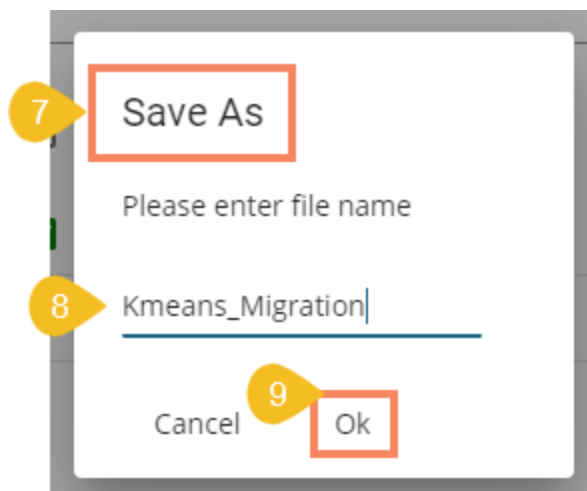 7
Save As
Please enter file name
8
Kmeans_Migration
9
Cancel Ok